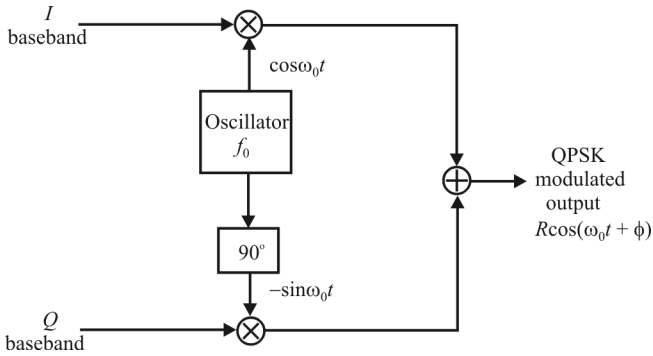 I
baseband
cosω₀t
Oscillator
f₀
QPSK
modulated
output
Rcos(ω₀t + ϕ)
90°
−sinω₀t
Q
baseband